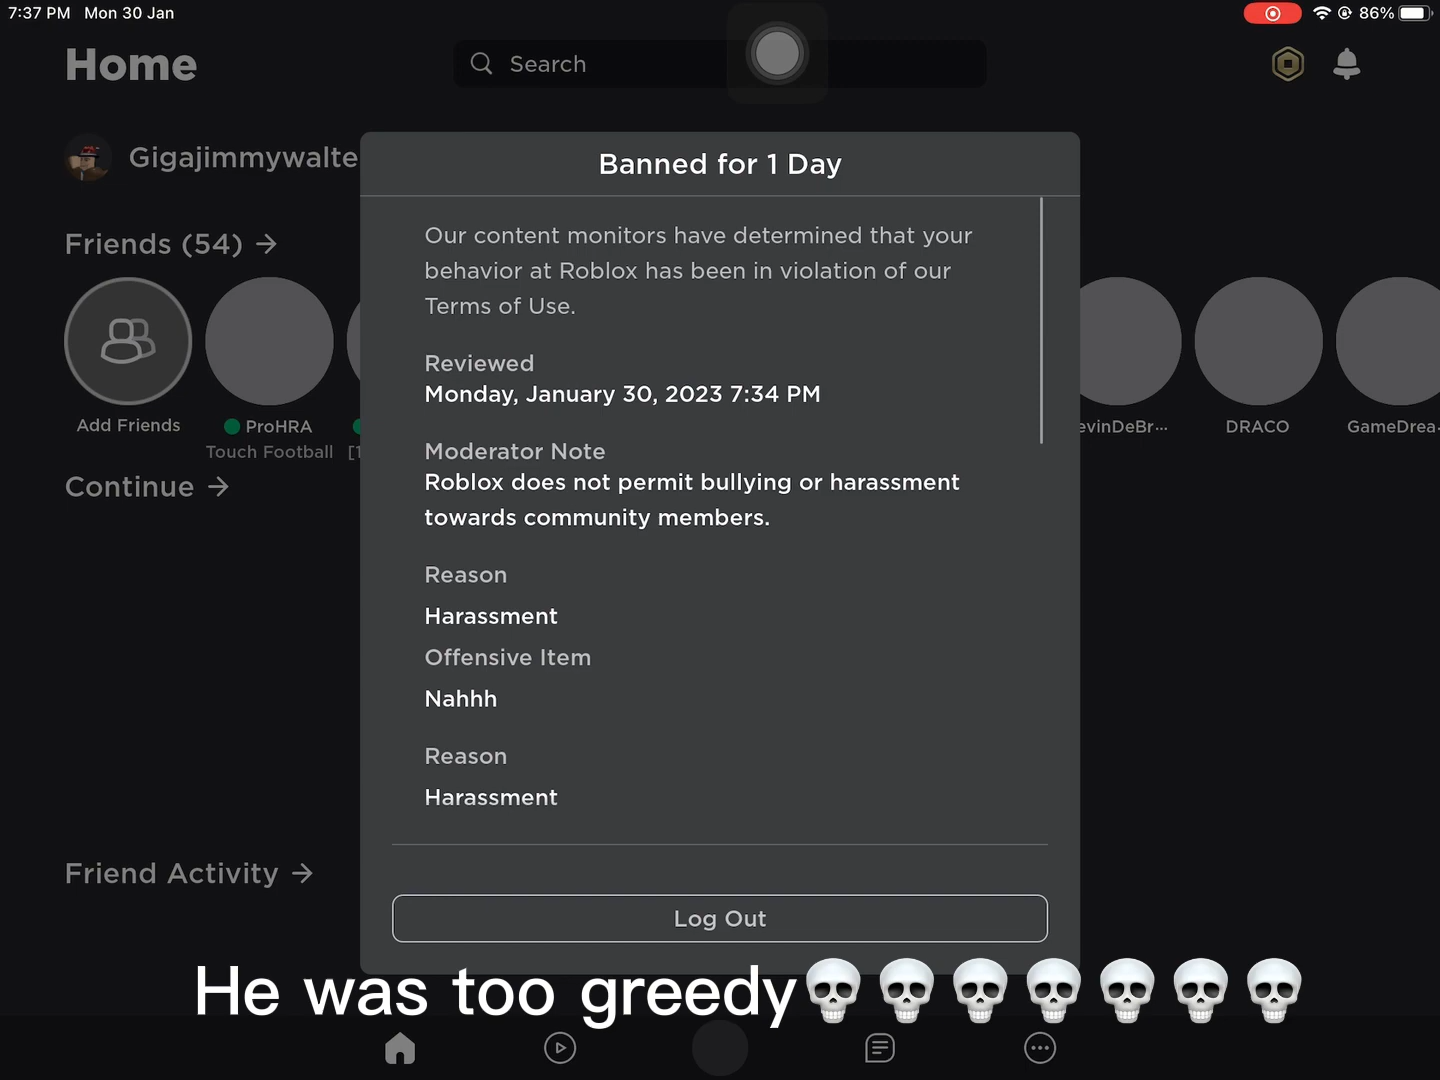 7:37 PM Mon 30 Jan
86%
Home
Search
Gigajimmywalte
Banned for 1 Day
Our content monitors have determined that your
behavior at Roblox has been in violation of our
Terms of Use.
Friends (54) →
Reviewed
Monday, January 30, 2023 7:34 PM
Add Friends
ProHRA
Touch Football
[1
evinDeBr...
DRACO
GameDrea
Moderator Note
Roblox does not permit bullying or harassment
towards community members.
Continue →
Reason
Harassment
Offensive Item
Nahhh
Reason
Harassment
Friend Activity →
Log Out
He was too greedy💀💀💀💀💀💀💀